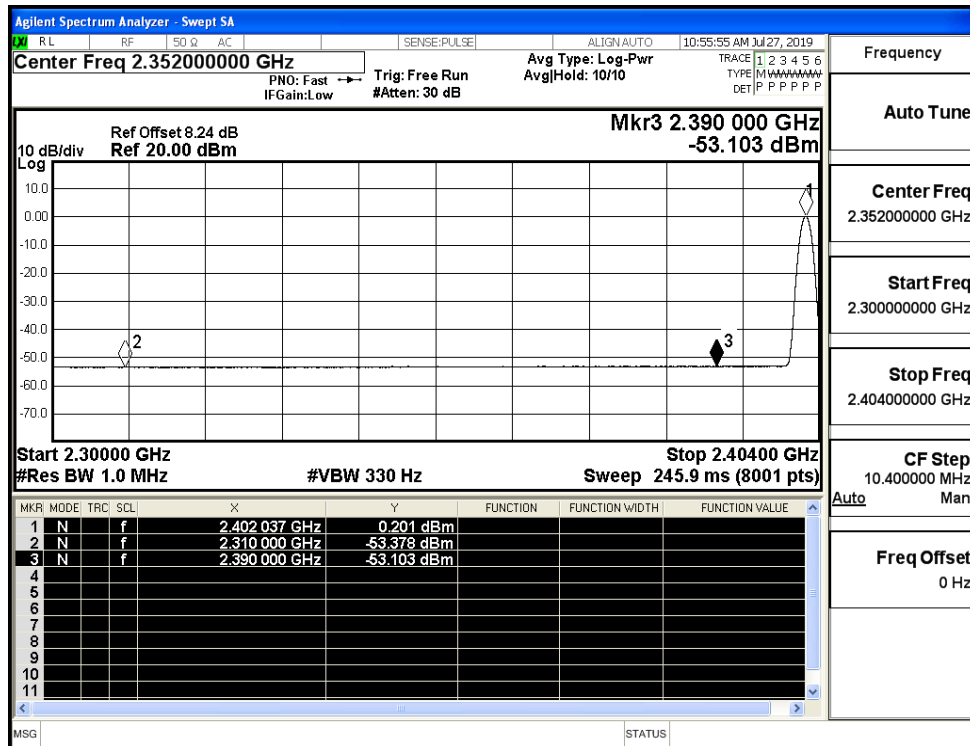 Agilent Spectrum Analyzer - Swept SA
LXI RL RF 50 Ω AC SENSE:PULSE ALIGN AUTO 10:55:55 AM Jul 27, 2019
Center Freq 2.352000000 GHz
PNO: Fast
IFGain:Low
Trig: Free Run
#Atten: 30 dB
Avg Type: Log-Pwr
Avg|Hold: 10/10
TRACE 1 2 3 4 5 6
TYPE M WWWWW
DET P P P P P P
Mkr3 2.390 000 GHz
-53.103 dBm
Ref Offset 8.24 dB
10 dB/div Ref 20.00 dBm
Log
10.0
0.00
-10.0
-20.0
-30.0
-40.0
-50.0
-60.0
-70.0
1
2
3
Start 2.30000 GHz Stop 2.40400 GHz
#Res BW 1.0 MHz #VBW 330 Hz Sweep 245.9 ms (8001 pts)
MKR MODE TRC SCL X Y FUNCTION FUNCTION WIDTH FUNCTION VALUE
1 N f 2.402 037 GHz 0.201 dBm
2 N f 2.310 000 GHz -53.378 dBm
3 N f 2.390 000 GHz -53.103 dBm
4
5
6
7
8
9
10
11
MSG STATUS
Frequency
Auto Tune
Center Freq
2.352000000 GHz
Start Freq
2.300000000 GHz
Stop Freq
2.404000000 GHz
CF Step
10.400000 MHz
Auto Man
Freq Offset
0 Hz